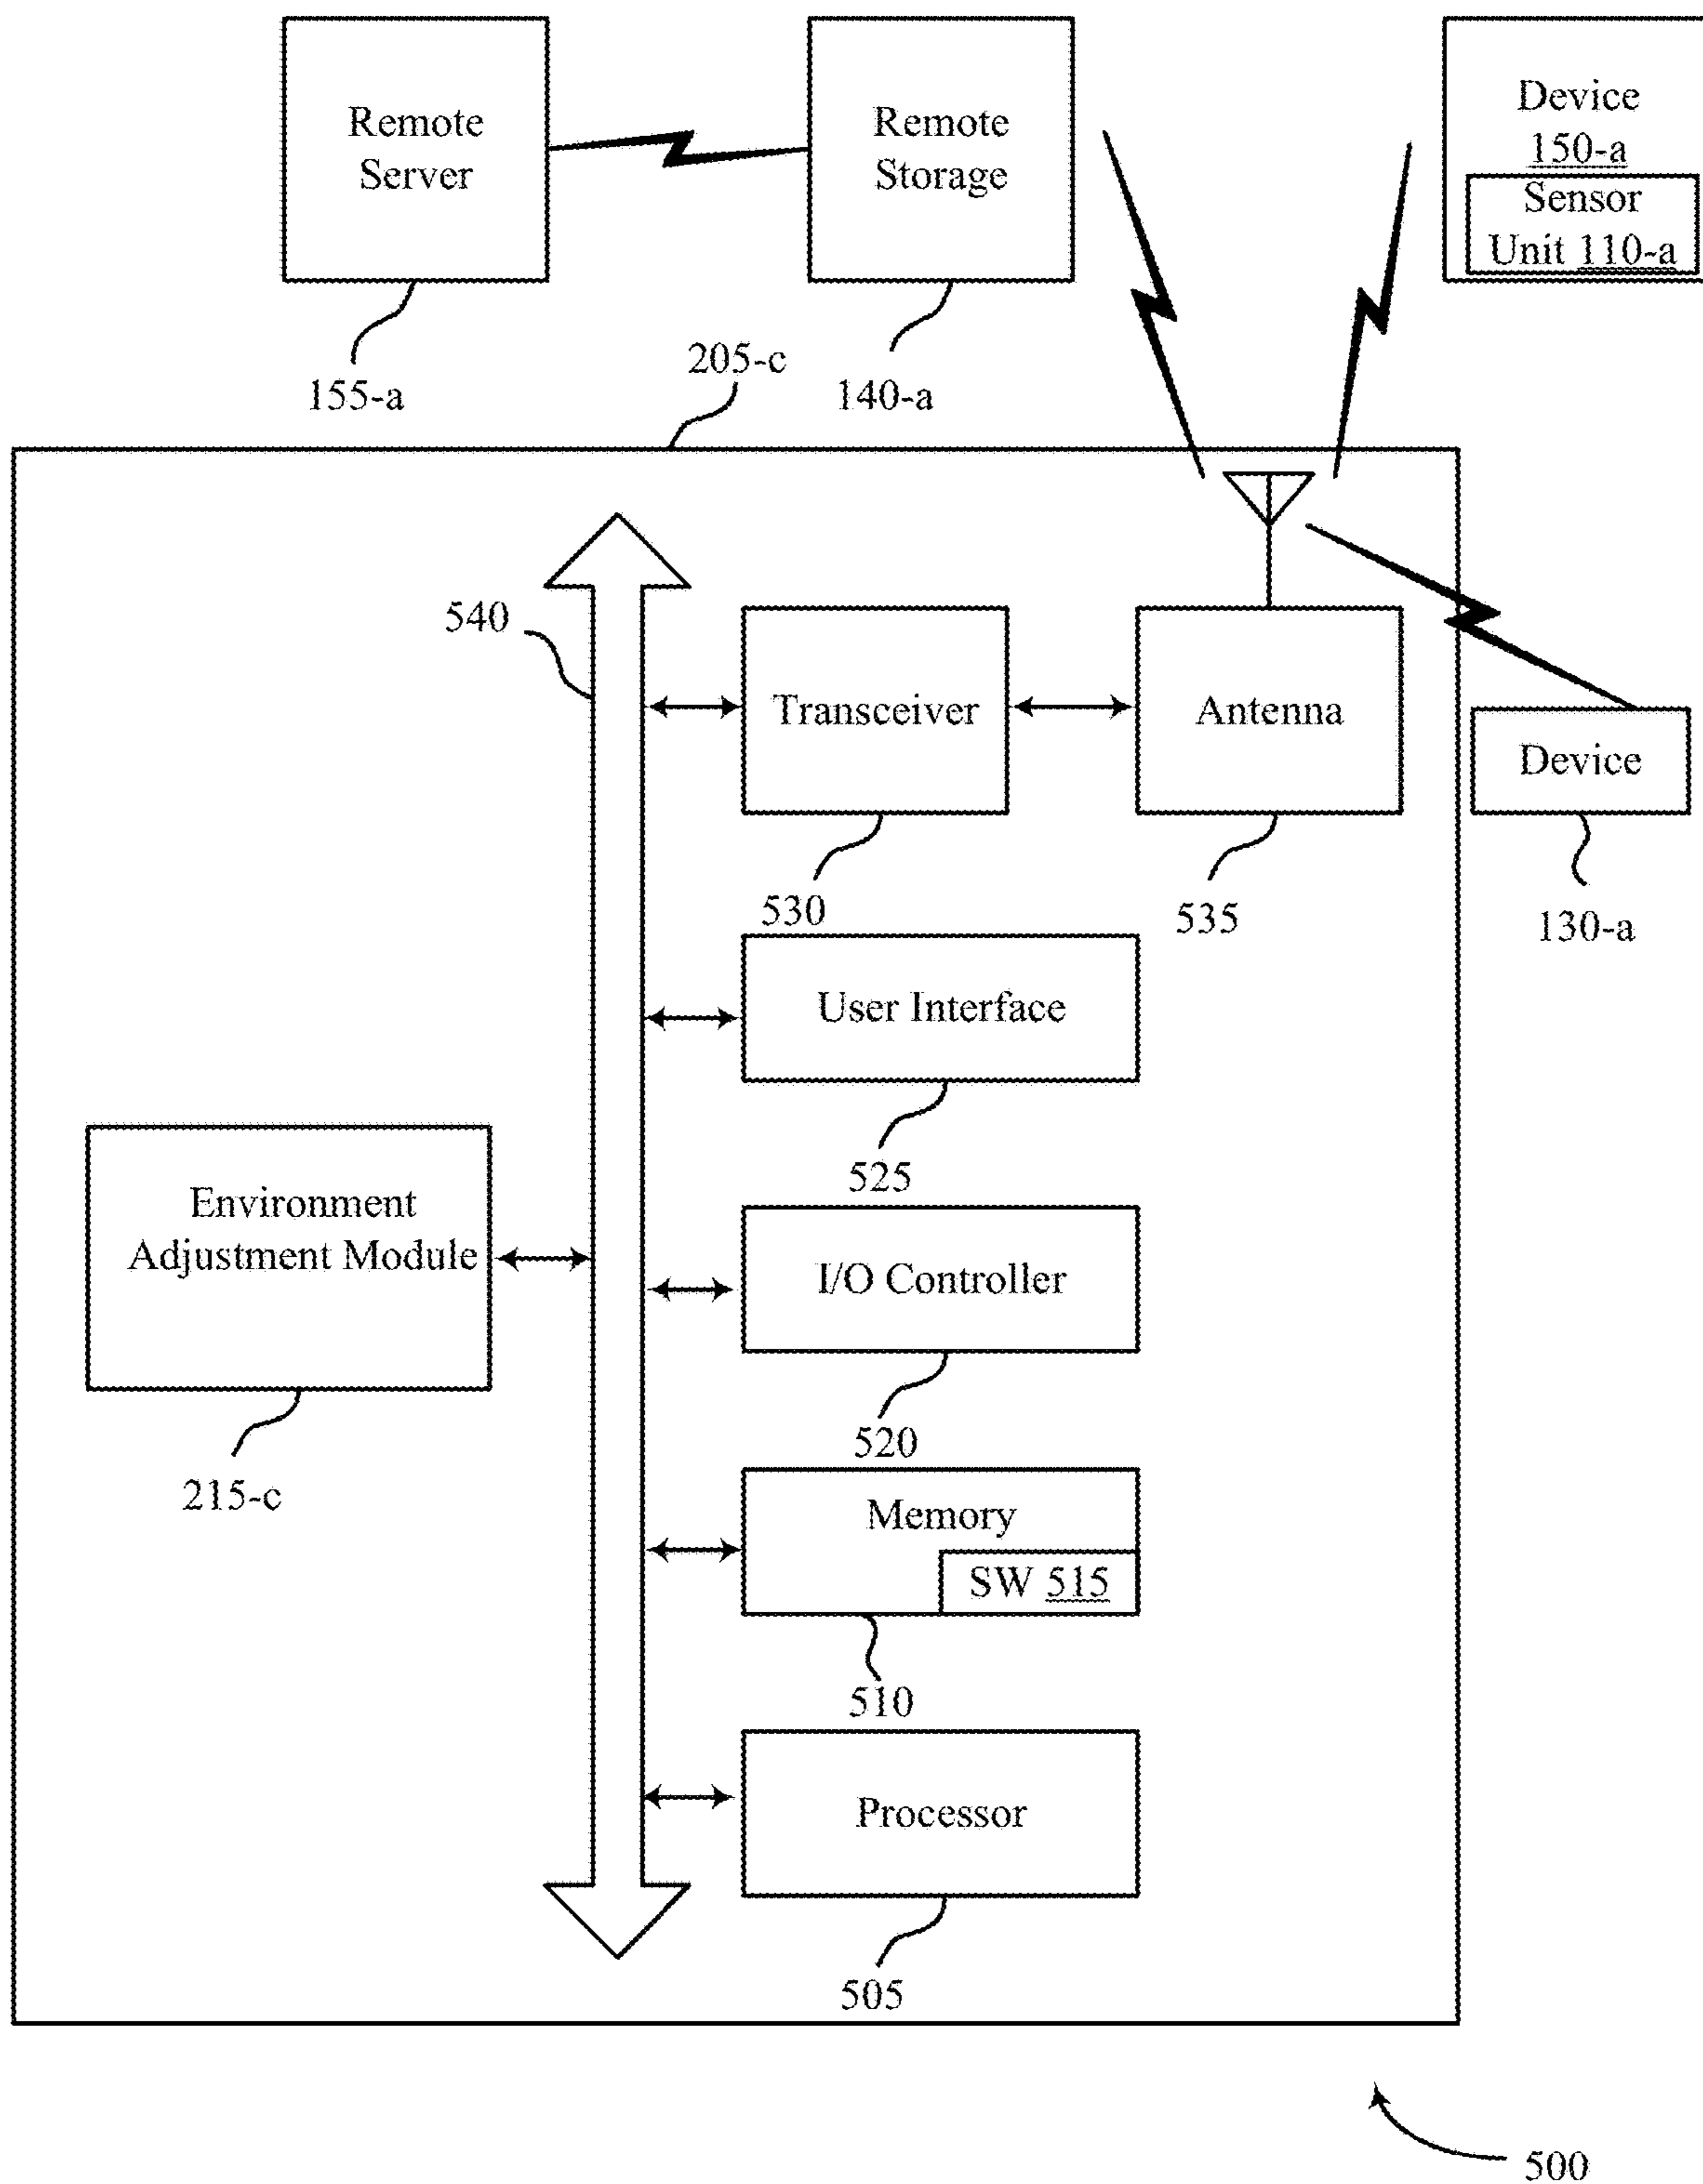 Remote
Server
Remote
Storage
Device
150-a
Sensor
Unit 110-a
155-a
205-c
140-a
540
Transceiver
Antenna
Device
530
535
130-a
User Interface
525
Environment
Adjustment Module
I/O Controller
215-c
520
Memory
SW 515
510
Processor
505
500